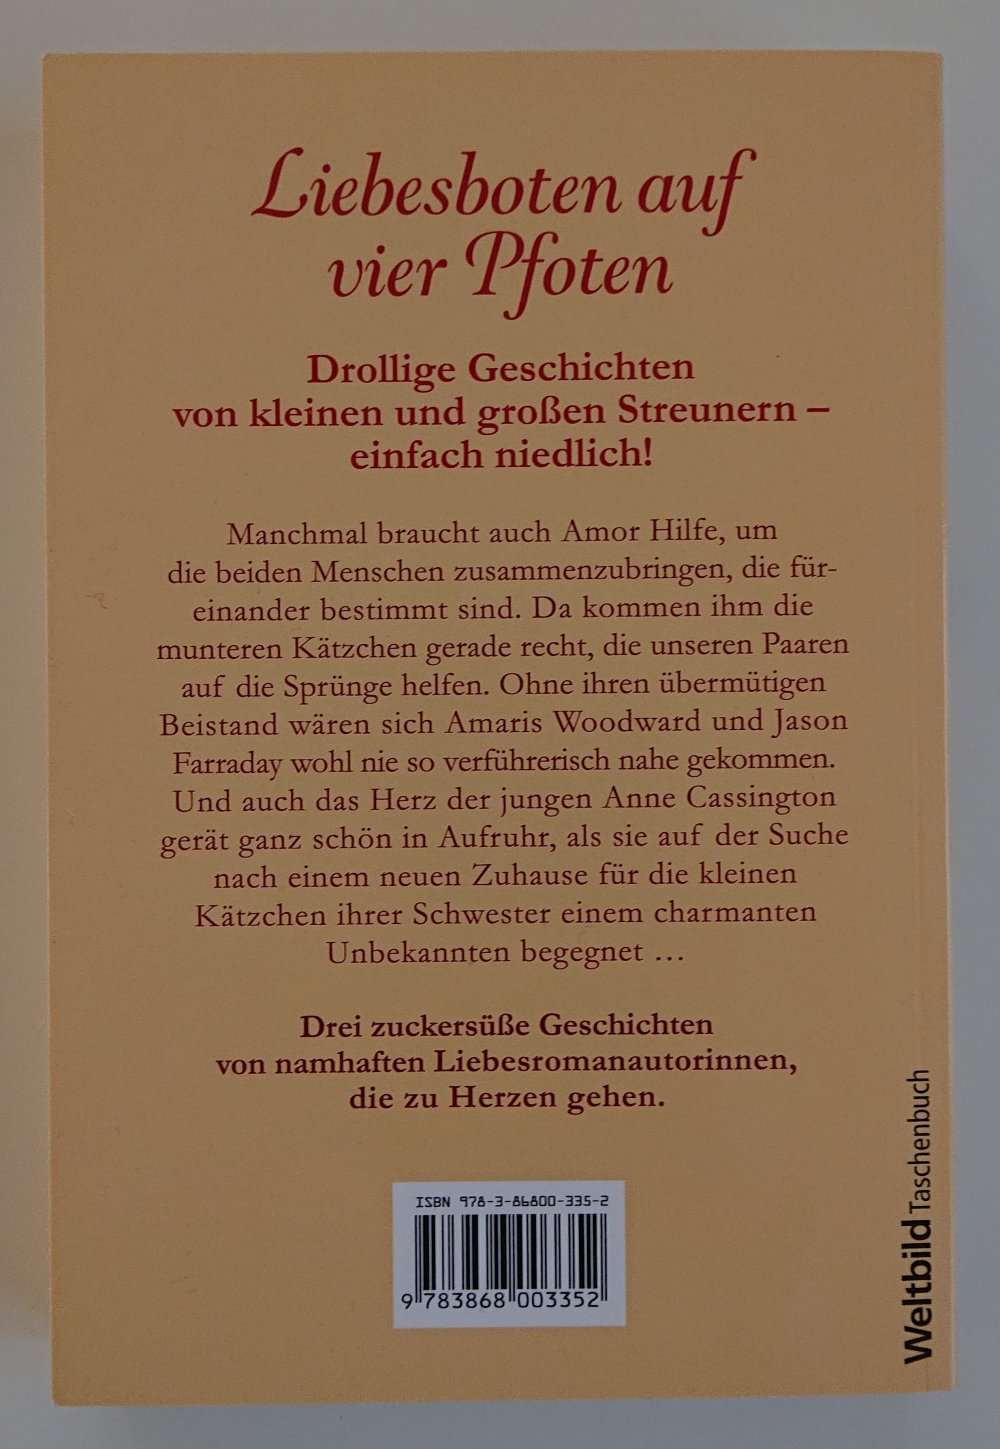 Liebesboten auf
vier Pfoten
Drollige Geschichten
von kleinen und großen Streunern –
einfach niedlich!
Manchmal braucht auch Amor Hilfe, um
die beiden Menschen zusammenzubringen, die für-
einander bestimmt sind. Da kommen ihm die
munteren Kätzchen gerade recht, die unseren Paaren
auf die Sprünge helfen. Ohne ihren übermütigen
Beistand wären sich Amaris Woodward und Jason
Farraday wohl nie so verführerisch nahe gekommen.
Und auch das Herz der jungen Anne Cassington
gerät ganz schön in Aufruhr, als sie auf der Suche
nach einem neuen Zuhause für die kleinen
Kätzchen ihrer Schwester einem charmanten
Unbekannten begegnet …
Drei zuckersüße Geschichten
von namhaften Liebesromanautorinnen,
die zu Herzen gehen.
ISBN 978-3-86800-335-2
9 783868 003352
Weltbild Taschenbuch